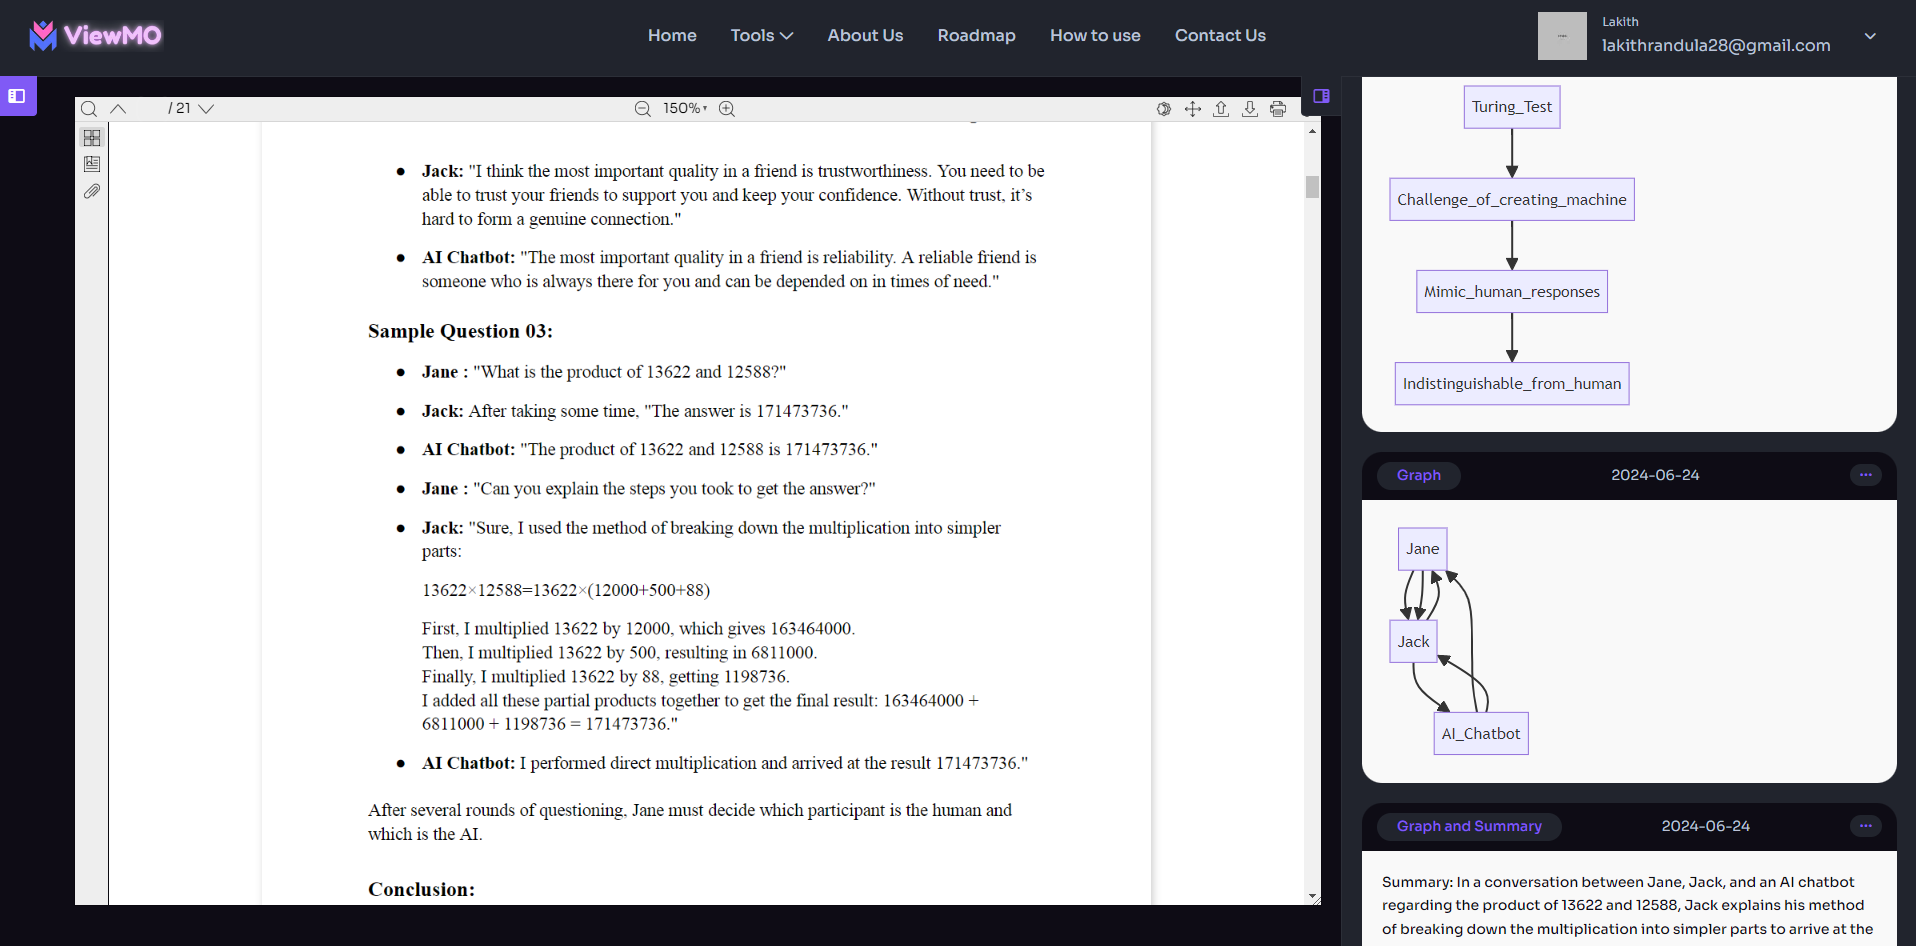 ViewMO
Home
Tools
About Us
Roadmap
How to use
Contact Us
Lakith
lakithrandula28@gmail.com
/ 21
150%
● Jack: "I think the most important quality in a friend is trustworthiness. You need to be
able to trust your friends to support you and keep your confidence. Without trust, it’s
hard to form a genuine connection."
● AI Chatbot: "The most important quality in a friend is reliability. A reliable friend is
someone who is always there for you and can be depended on in times of need."
Sample Question 03:
● Jane : "What is the product of 13622 and 12588?"
● Jack: After taking some time, "The answer is 171473736."
● AI Chatbot: "The product of 13622 and 12588 is 171473736."
● Jane : "Can you explain the steps you took to get the answer?"
● Jack: "Sure, I used the method of breaking down the multiplication into simpler
parts:
13622×12588=13622×(12000+500+88)
First, I multiplied 13622 by 12000, which gives 163464000.
Then, I multiplied 13622 by 500, resulting in 6811000.
Finally, I multiplied 13622 by 88, getting 1198736.
I added all these partial products together to get the final result: 163464000 +
6811000 + 1198736 = 171473736."
● AI Chatbot: I performed direct multiplication and arrived at the result 171473736."
After several rounds of questioning, Jane must decide which participant is the human and
which is the AI.
Conclusion:
Turing_Test
Challenge_of_creating_machine
Mimic_human_responses
Indistinguishable_from_human
Graph
2024-06-24
Jane
Jack
AI_Chatbot
Graph and Summary
2024-06-24
Summary: In a conversation between Jane, Jack, and an AI chatbot
regarding the product of 13622 and 12588, Jack explains his method
of breaking down the multiplication into simpler parts to arrive at the